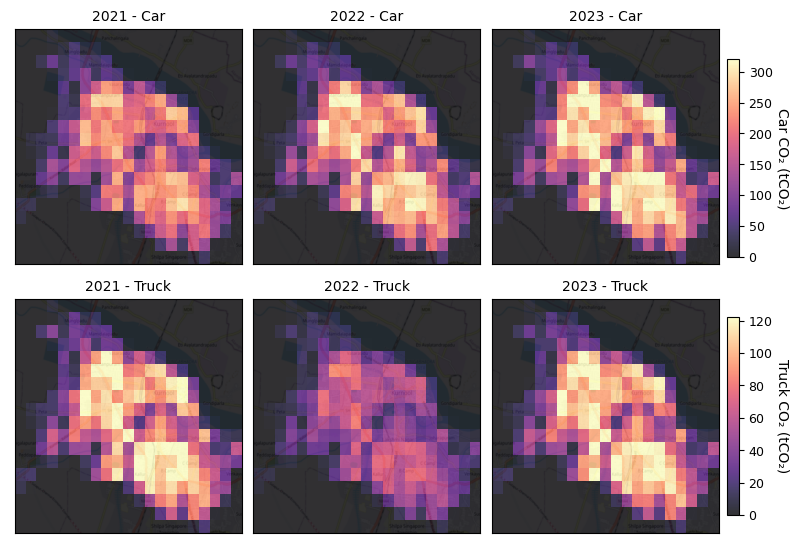 2021 - Car
2022 - Car
2023 - Car
300
250
200
150
100
50
0
Car CO₂ (tCO₂)
2021 - Truck
2022 - Truck
2023 - Truck
120
100
80
60
40
20
0
Truck CO₂ (tCO₂)